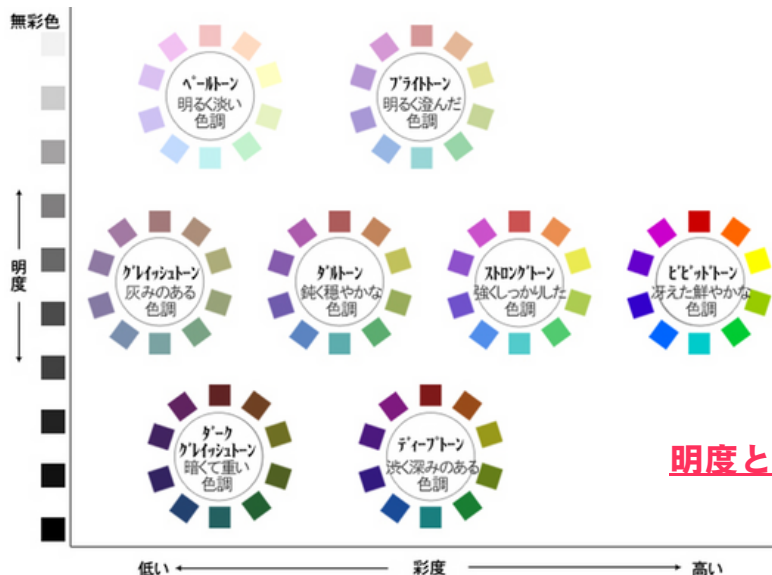 無彩色
ペールトーン
明るく淡い
色調
ブライトトーン
明るく澄んだ
色調
明度
グレイッシュトーン
灰みのある
色調
ダルトーン
鈍く穏やかな
色調
ストロングトーン
強くしっかりした
色調
ビビッドトーン
冴えた鮮やかな
色調
ダーク
グレイッシュトーン
暗くて重い
色調
ディープトーン
渋く深みのある
色調
明度と
低い
彩度
高い